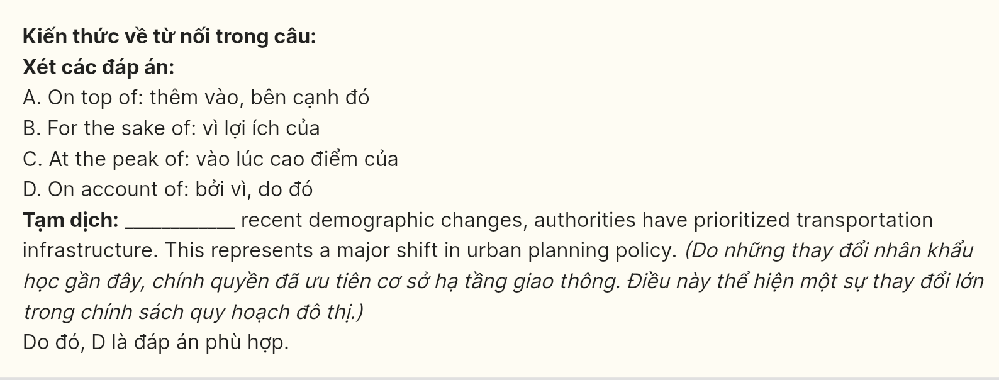 Kiến thức về từ nối trong câu:
Xét các đáp án:
A. On top of: thêm vào, bên cạnh đó
B. For the sake of: vì lợi ích của
C. At the peak of: vào lúc cao điểm của
D. On account of: bởi vì, do đó
Tạm dịch: ____________ recent demographic changes, authorities have prioritized transportation
infrastructure. This represents a major shift in urban planning policy. (Do những thay đổi nhân khẩu
học gần đây, chính quyền đã ưu tiên cơ sở hạ tầng giao thông. Điều này thể hiện một sự thay đổi lớn
trong chính sách quy hoạch đô thị.)
Do đó, D là đáp án phù hợp.